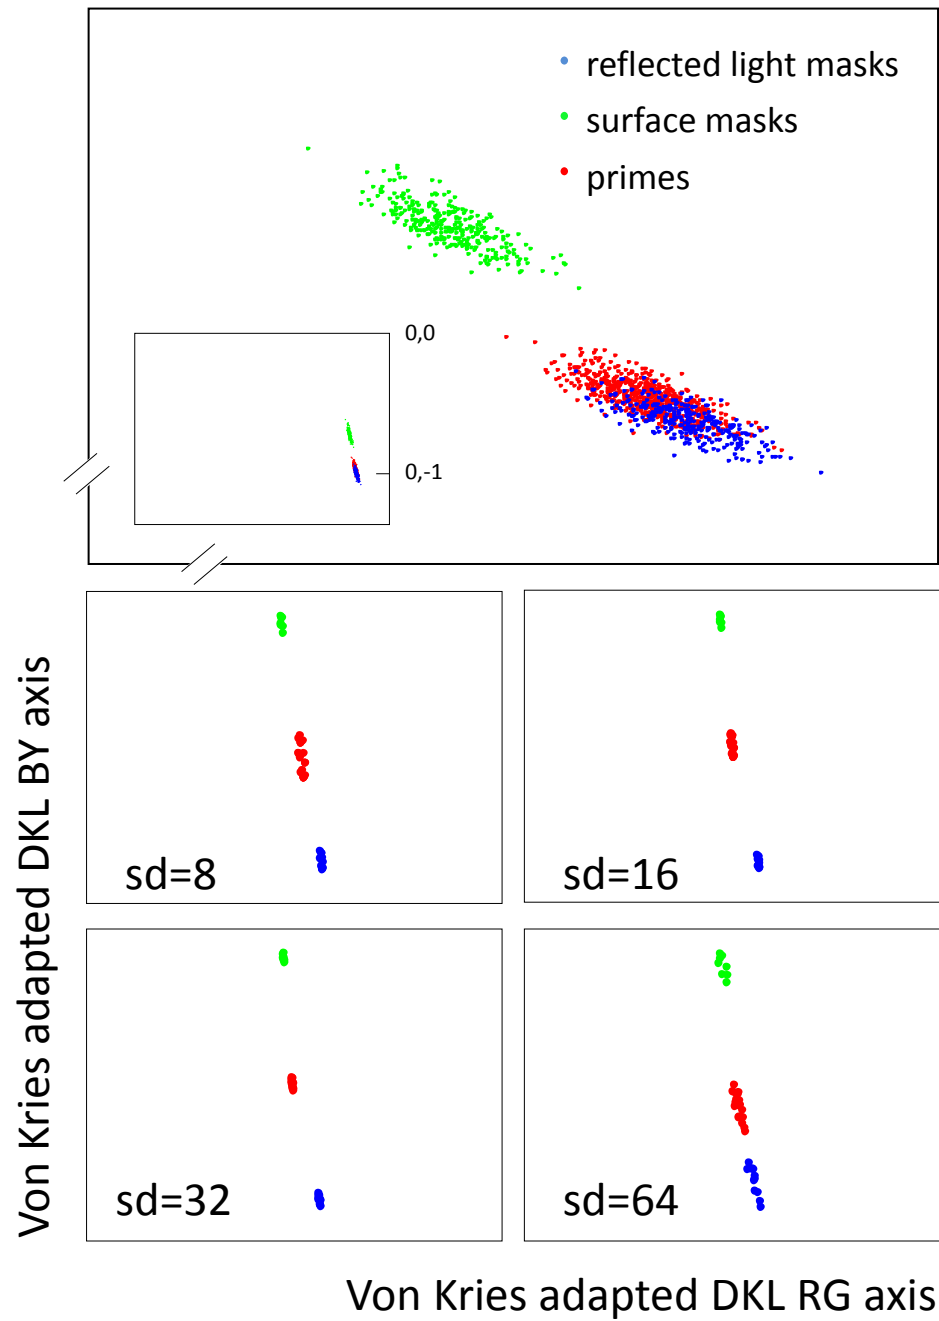 reflected light masks
surface masks
primes
0,0
0,-1
sd=8
sd=16
sd=32
sd=64
Von Kries adapted DKL BY axis
Von Kries adapted DKL RG axis